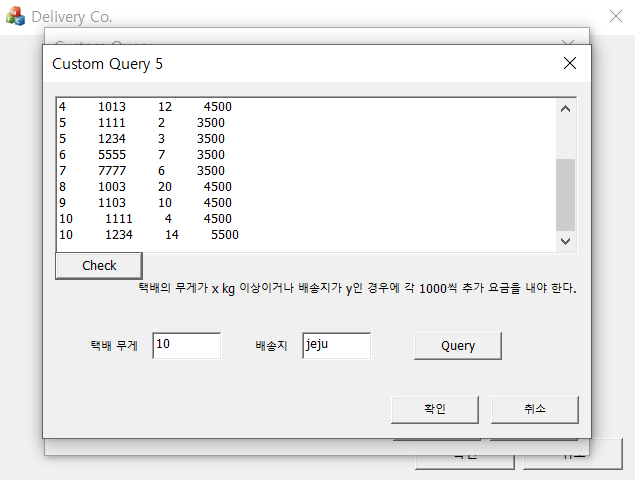 Delivery Co.
Custom Query 5
4 1013 12 4500
5 1111 2 3500
5 1234 3 3500
6 5555 7 3500
7 7777 6 3500
8 1003 20 4500
9 1103 10 4500
10 1111 4 4500
10 1234 14 5500
Check
택배의 무게가 x kg 이상이거나 배송지가 y인 경우에 각 1000씩 추가 요금을 내야 한다.
택배 무게 10 배송지 jeju Query
확인 취소